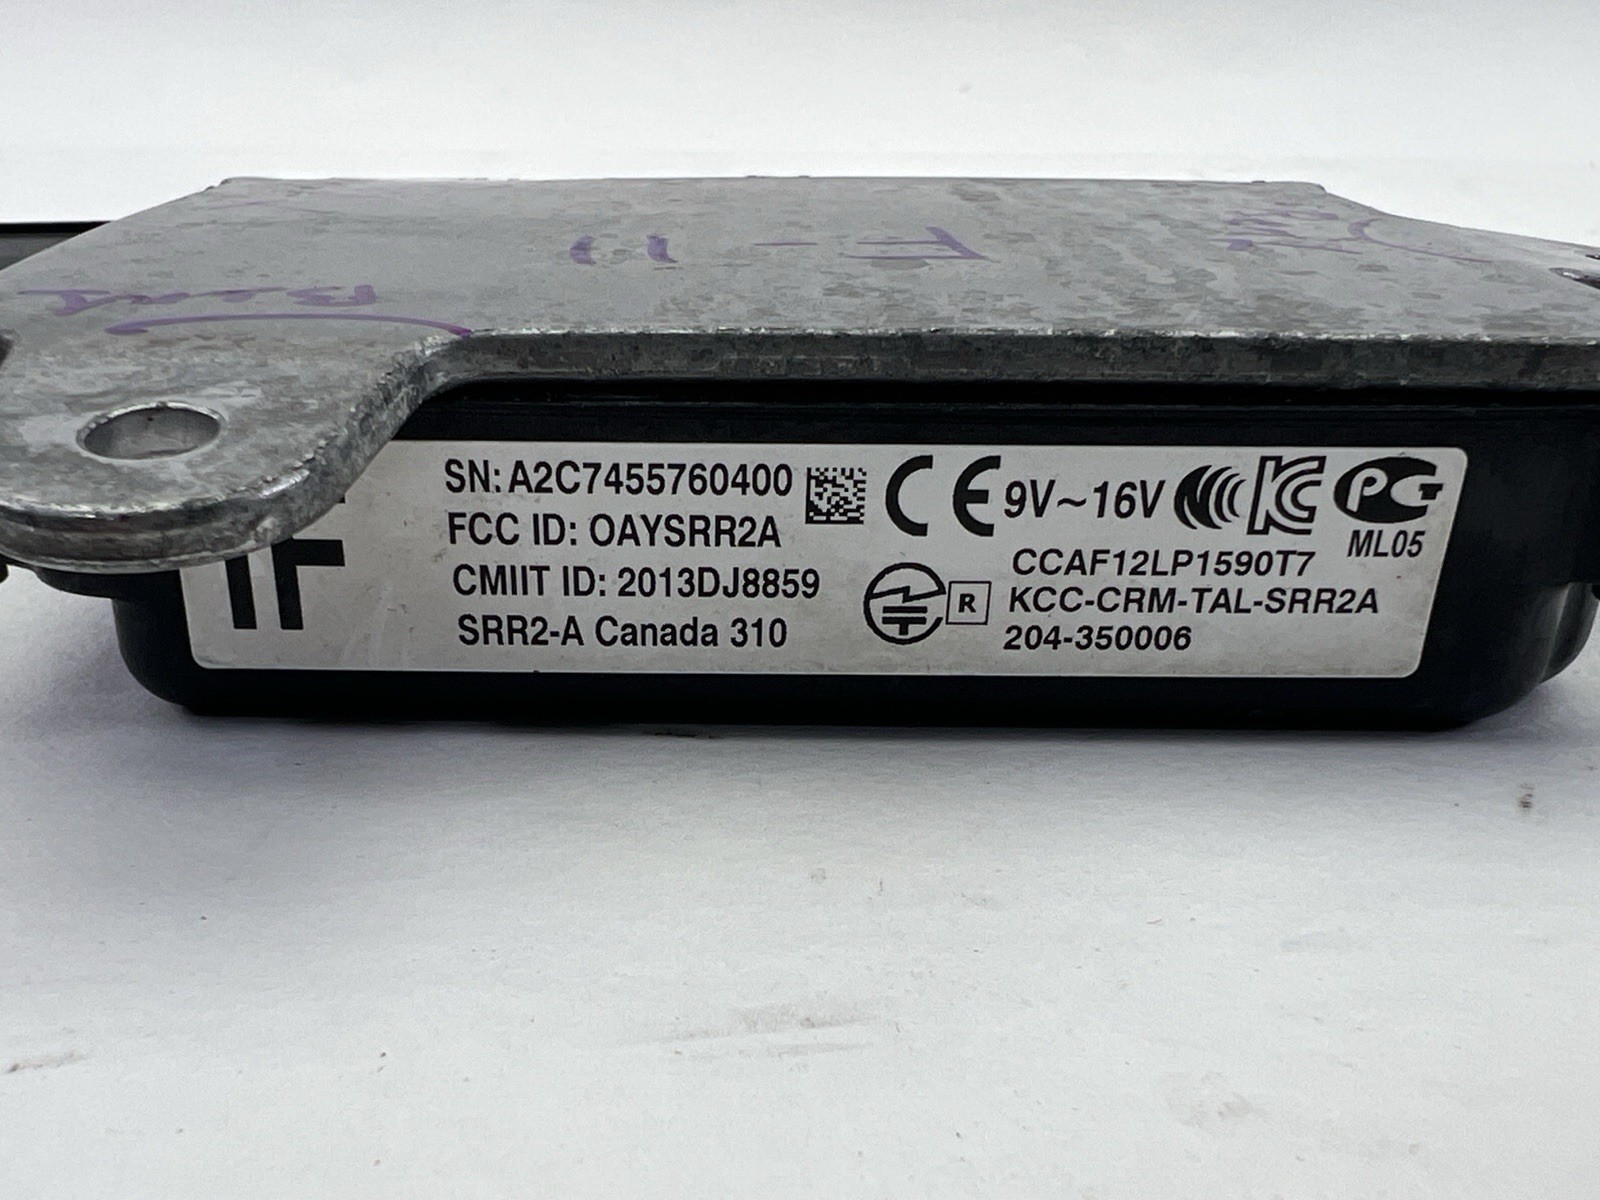 SN: A2C7455760400
FCC ID: OAYSRR2A
CMIIT ID: 2013DJ8859
SRR2-A Canada 310
CE 9V~16V
ML05
CCAF12LP1590T7
R KCC-CRM-TAL-SRR2A
204-350006